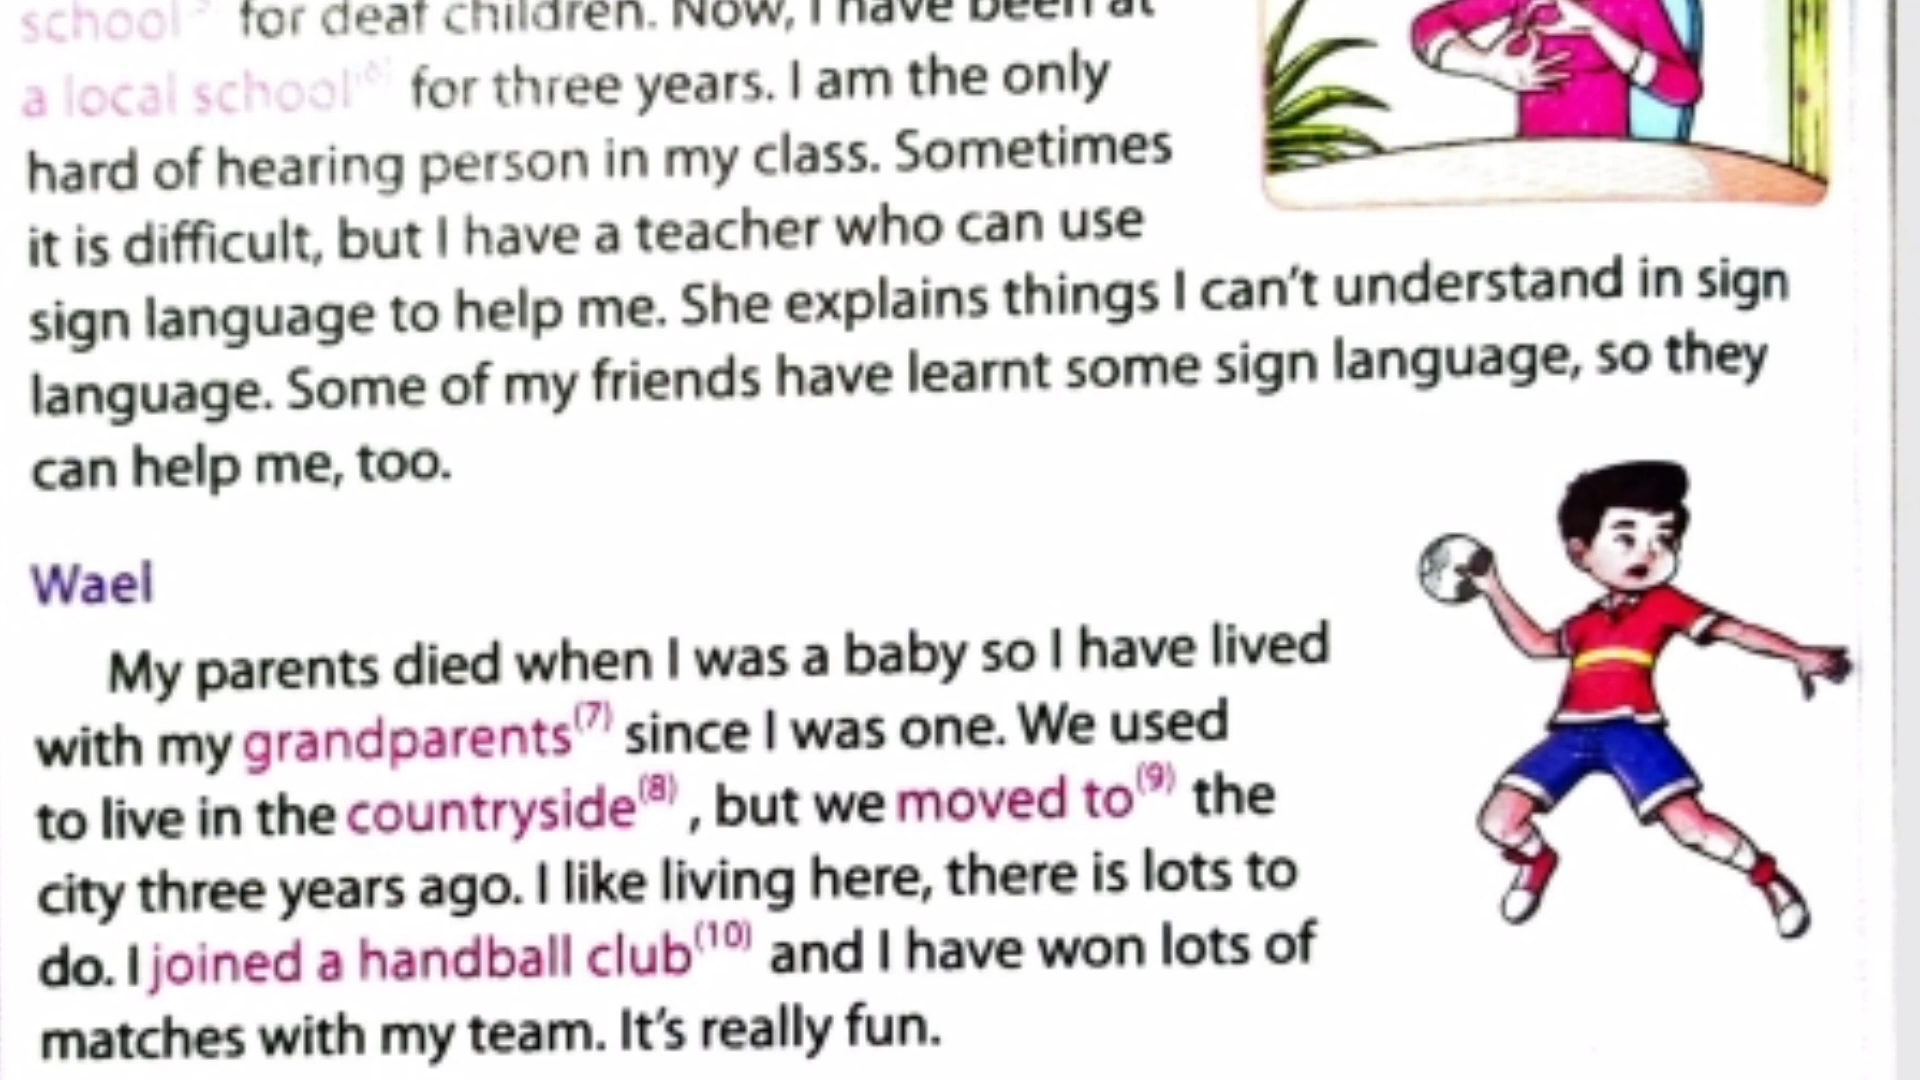 school for deaf children. Now, I have been at
a local school⁽⁶⁾ for three years. I am the only
hard of hearing person in my class. Sometimes
it is difficult, but I have a teacher who can use
sign language to help me. She explains things I can't understand in sign
language. Some of my friends have learnt some sign language, so they
can help me, too.
Wael
My parents died when I was a baby so I have lived
with my grandparents(7) since I was one. We used
to live in the countryside(8) , but we moved to(9) the
city three years ago. I like living here, there is lots to
do. I joined a handball club(10) and I have won lots of
matches with my team. It's really fun.